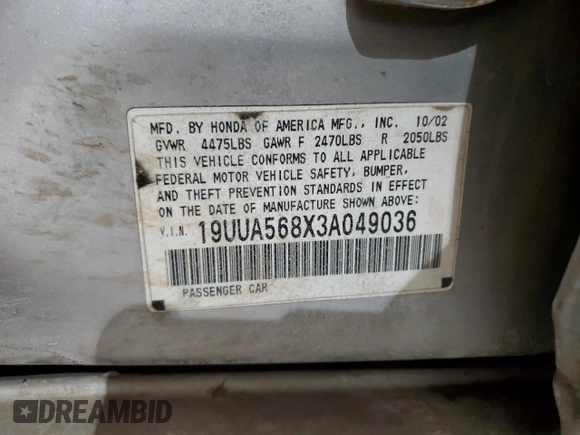 MFD. BY HONDA OF AMERICA MFG., INC. 10/02
GVWR 4475LBS GAWR F 2470LBS R 2050LBS
THIS VEHICLE CONFORMS TO ALL APPLICABLE
FEDERAL MOTOR VEHICLE SAFETY, BUMPER,
AND THEFT PREVENTION STANDARDS IN EFFECT
ON THE DATE OF MANUFACTURE SHOWN ABOVE:
V.I.N. 19UUA568X3A049036
PASSENGER CAR
DREAMBID